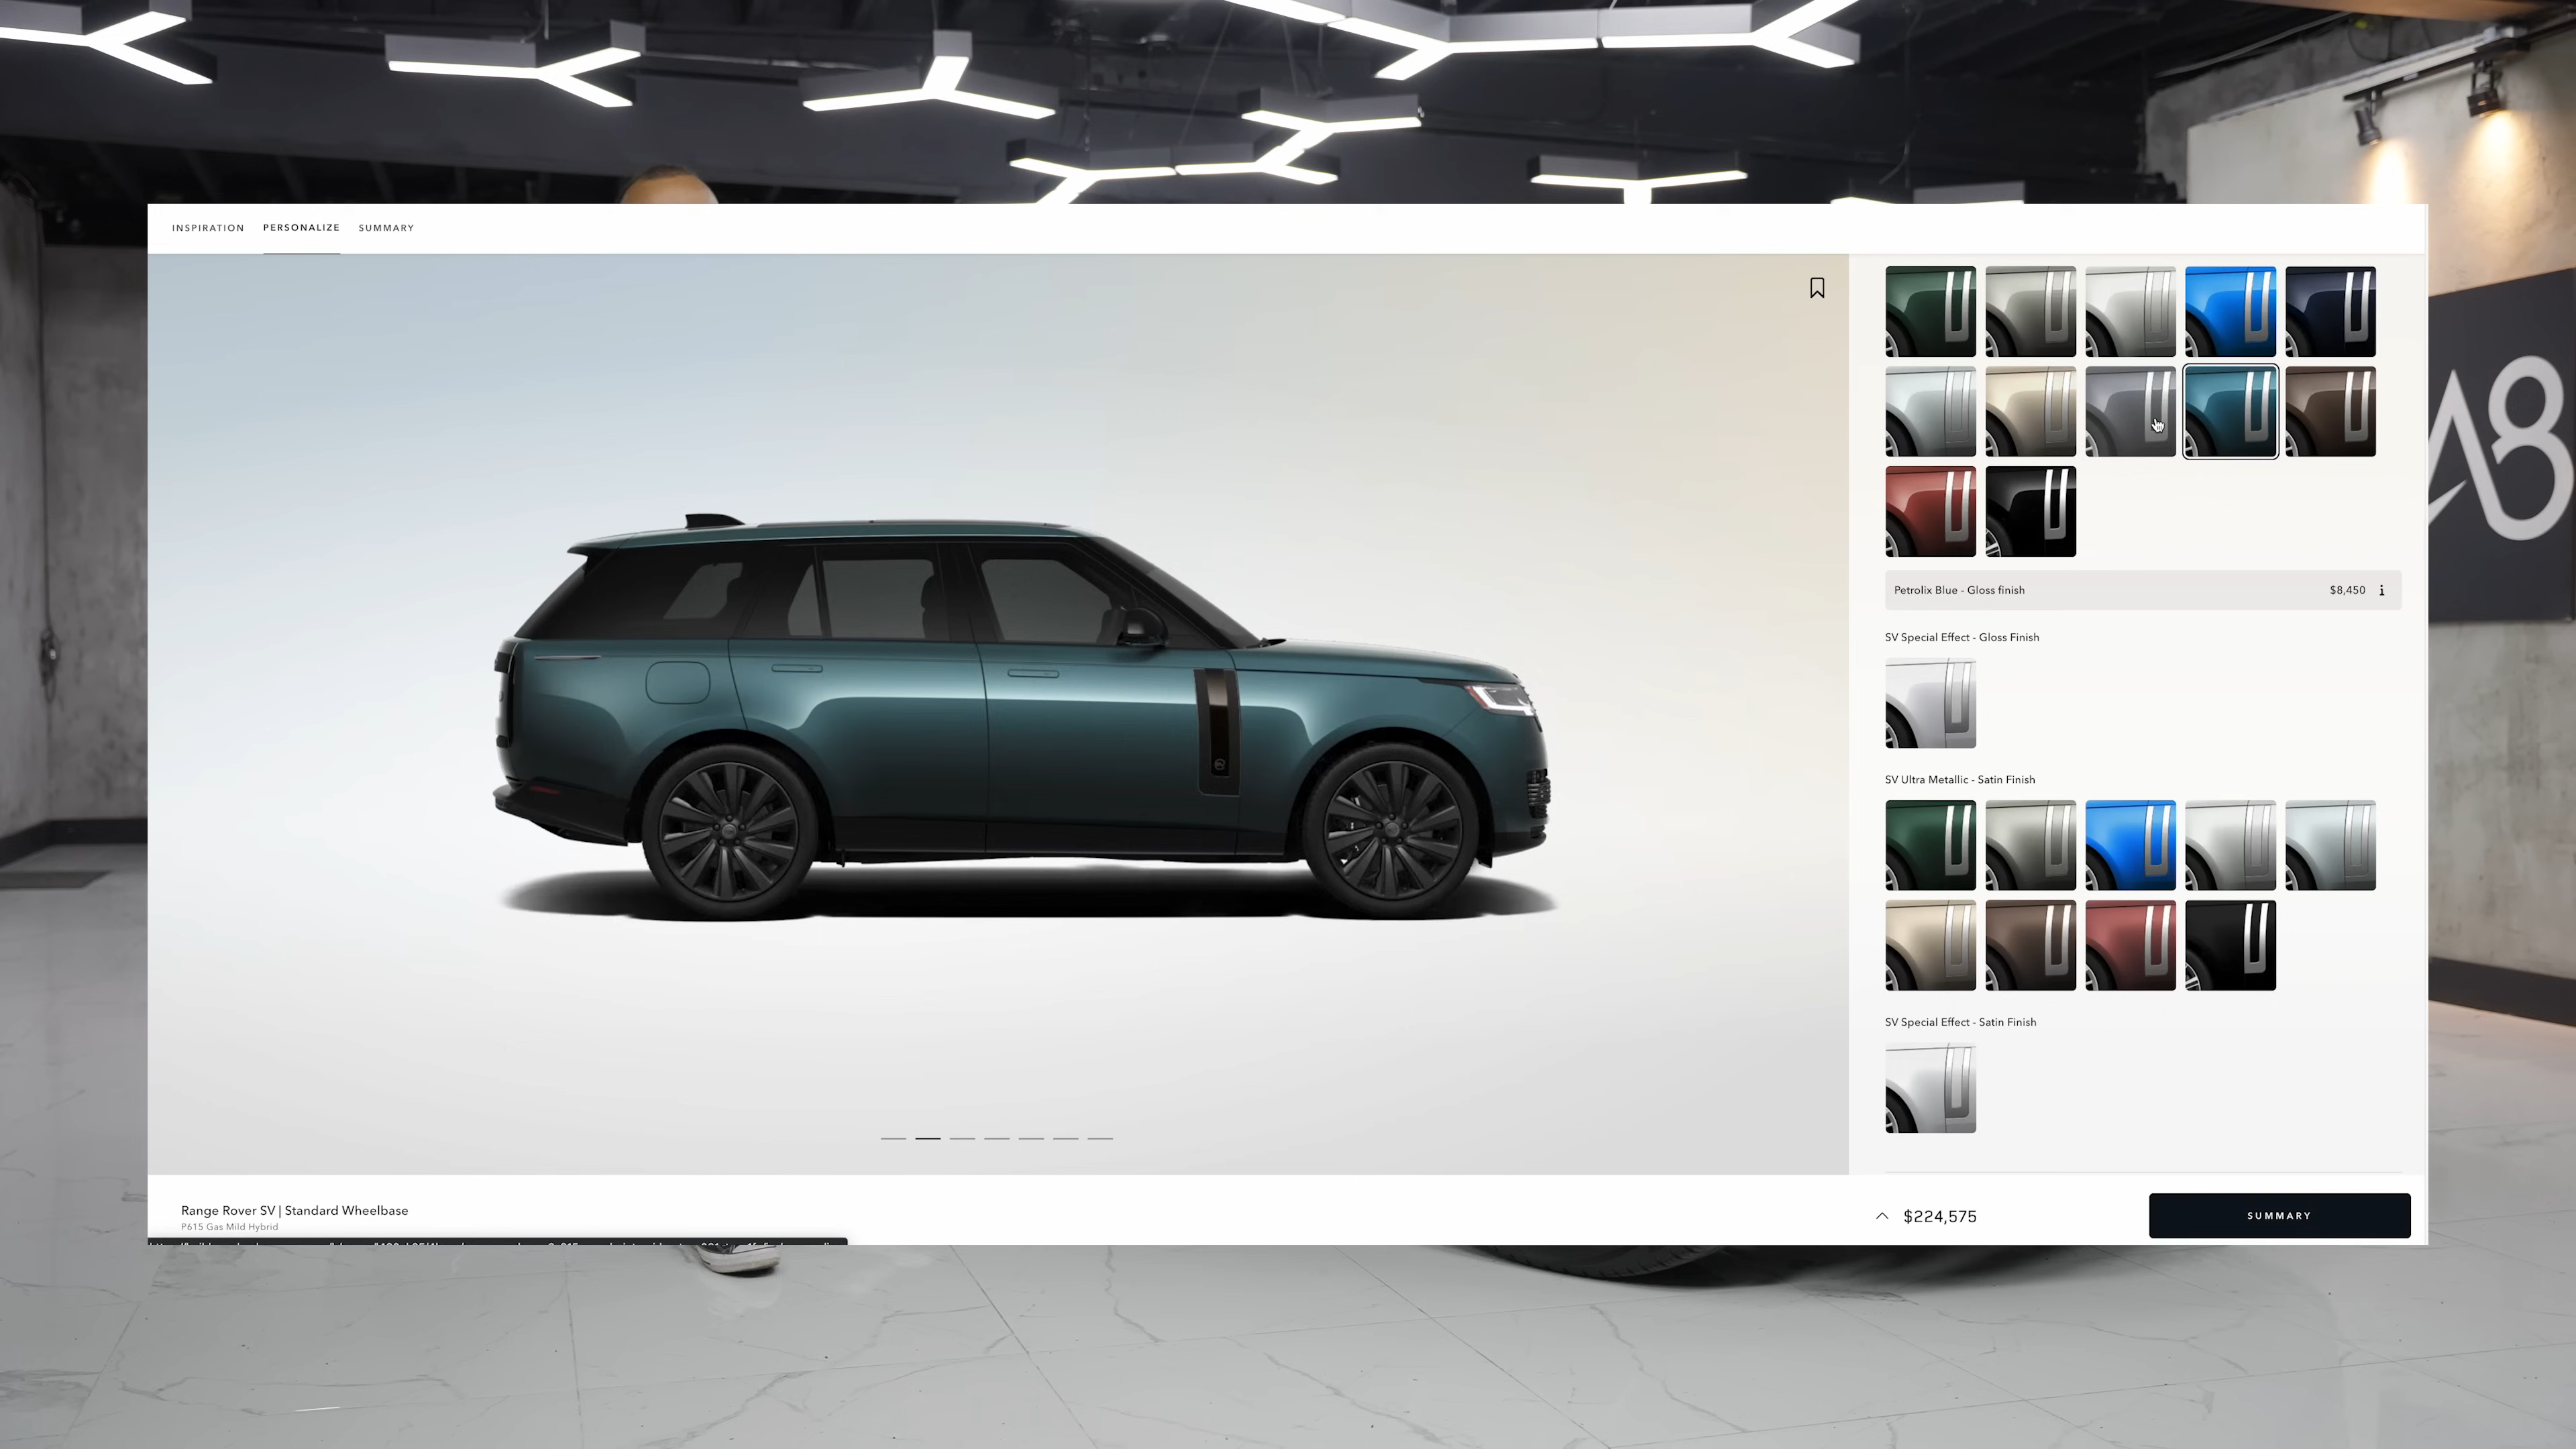 INSPIRATION PERSONALIZE SUMMARY
Petrolix Blue - Gloss finish $8,450 i
SV Special Effect - Gloss Finish
SV Ultra Metallic - Satin Finish
SV Special Effect - Satin Finish
Range Rover SV | Standard Wheelbase
P615 Gas Mild Hybrid
$224,575
SUMMARY